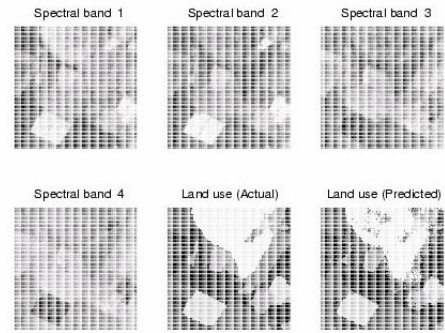 Spectral band 1
Spectral band 2
Spectral band 3
Spectral band 4
Land use (Actual)
Land use (Predicted)